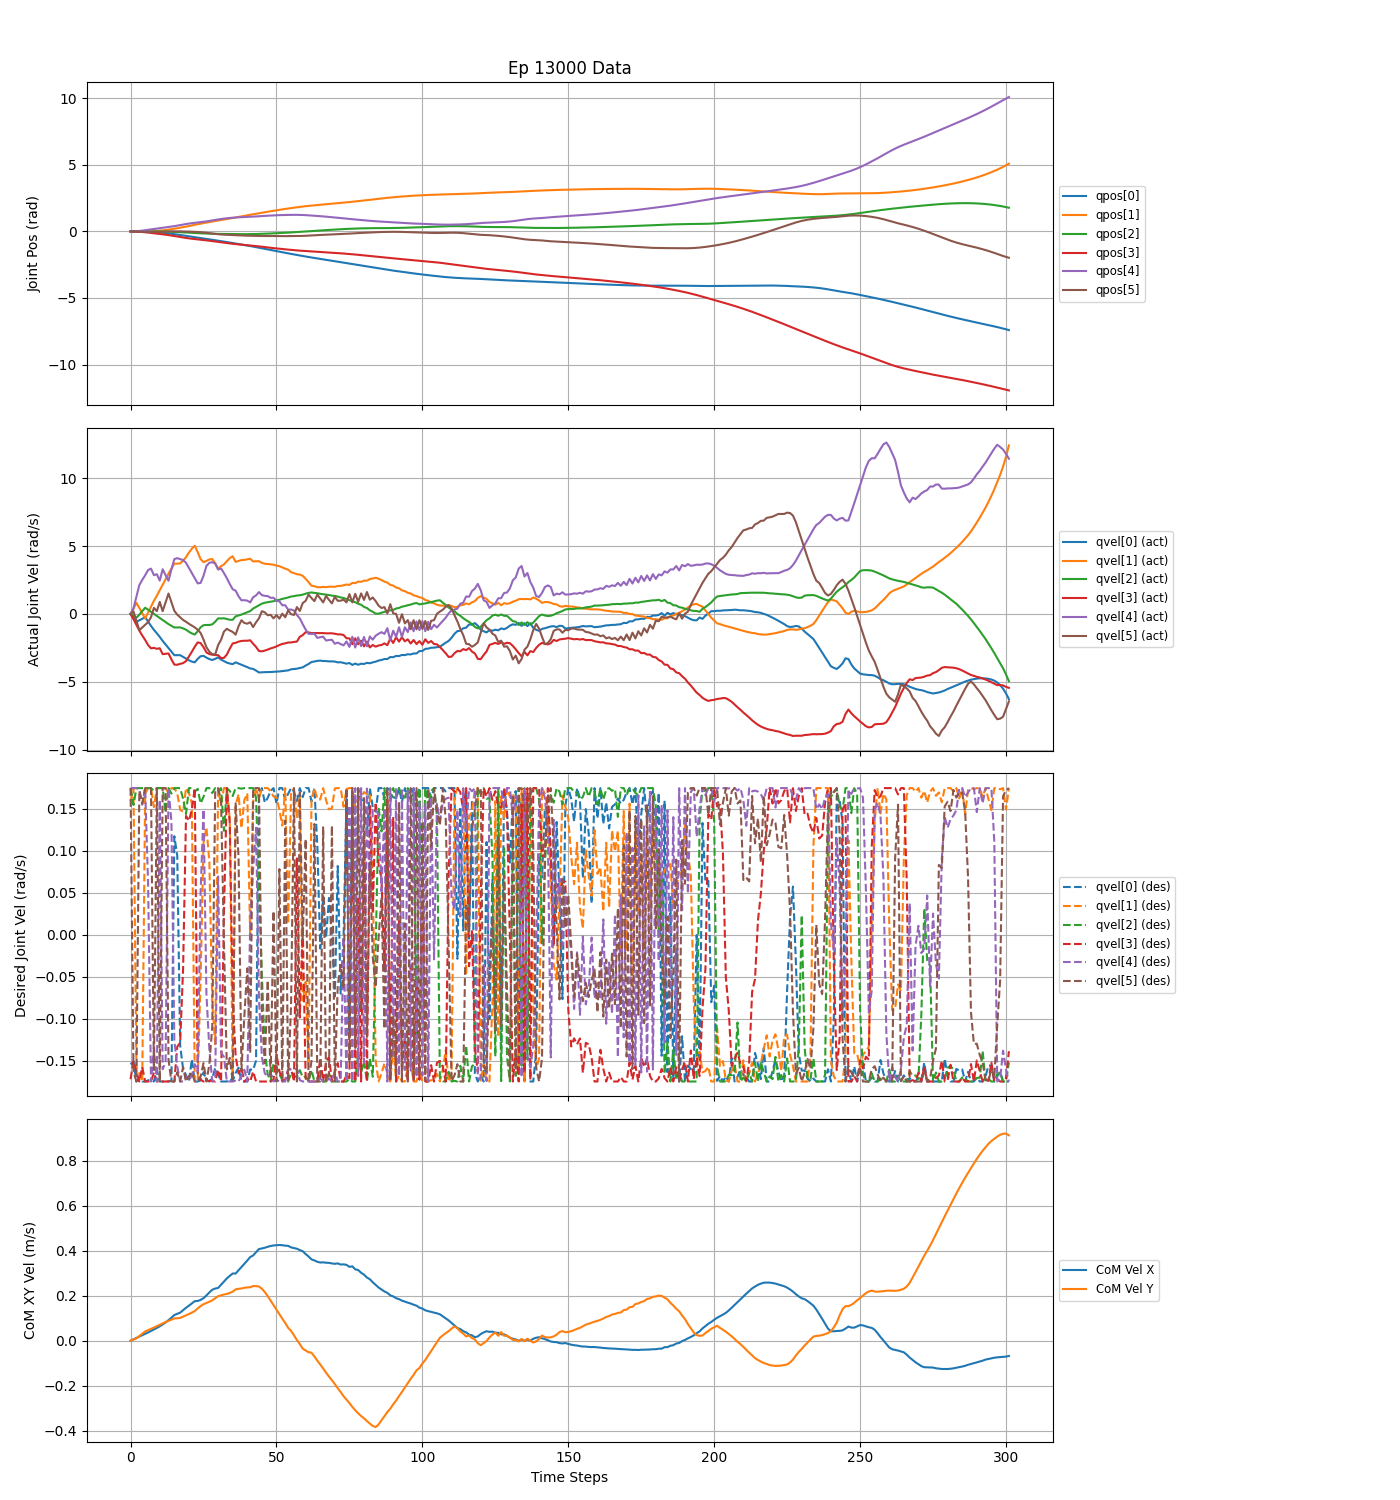 Ep 13000 Data
Joint Pos (rad)
10
5
0
−5
−10
qpos[0]
qpos[1]
qpos[2]
qpos[3]
qpos[4]
qpos[5]
Actual Joint Vel (rad/s)
10
5
0
−5
−10
qvel[0] (act)
qvel[1] (act)
qvel[2] (act)
qvel[3] (act)
qvel[4] (act)
qvel[5] (act)
Desired Joint Vel (rad/s)
0.15
0.10
0.05
0.00
−0.05
−0.10
−0.15
qvel[0] (des)
qvel[1] (des)
qvel[2] (des)
qvel[3] (des)
qvel[4] (des)
qvel[5] (des)
CoM XY Vel (m/s)
0.8
0.6
0.4
0.2
0.0
−0.2
−0.4
CoM Vel X
CoM Vel Y
0 50 100 150 200 250 300
Time Steps